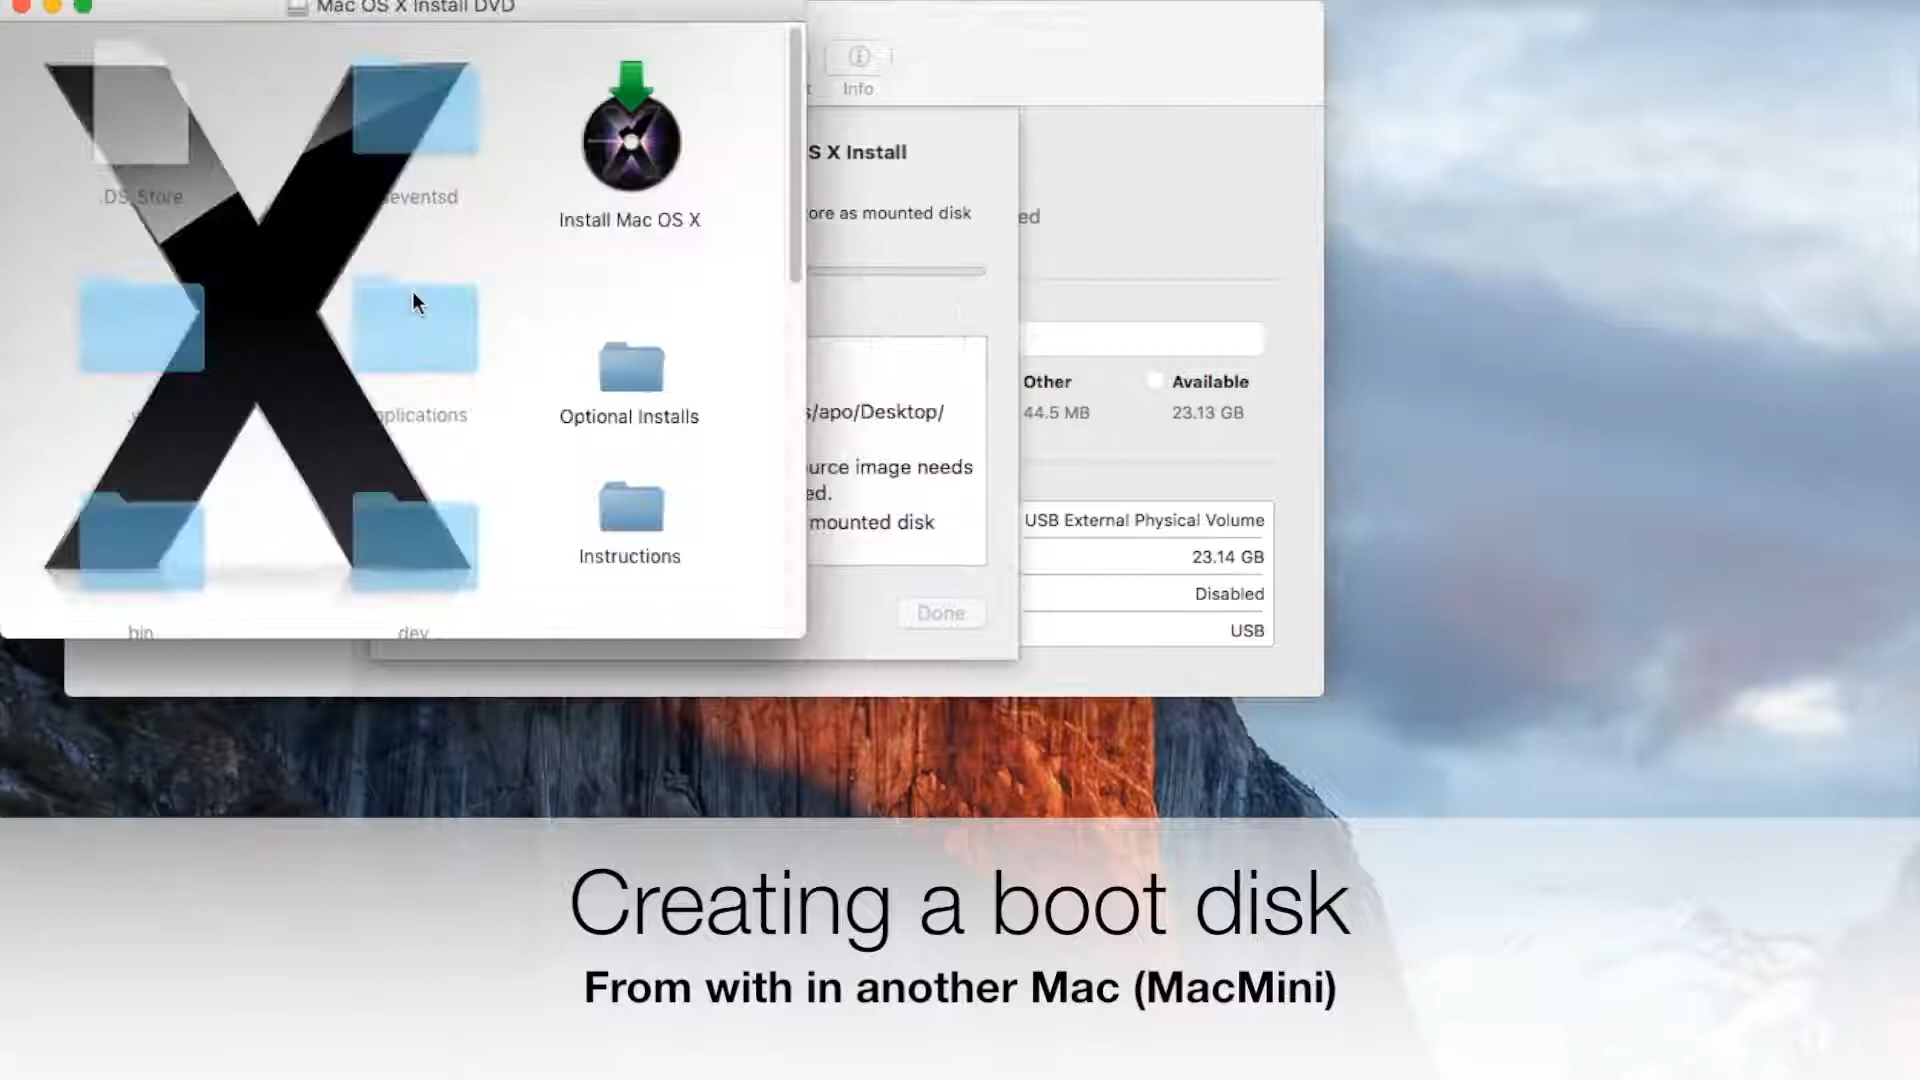 Mac OS X Install DVD
.DS_Store
eventsd
Install Mac OS X
plications
Optional Installs
Instructions
bin
dev
Info
S X Install
ore as mounted disk
ed
Other
Available
44.5 MB
23.13 GB
s/apo/Desktop/
urce image needs
ed.
mounted disk
USB External Physical Volume
23.14 GB
Disabled
USB
Done
Creating a boot disk
From with in another Mac (MacMini)